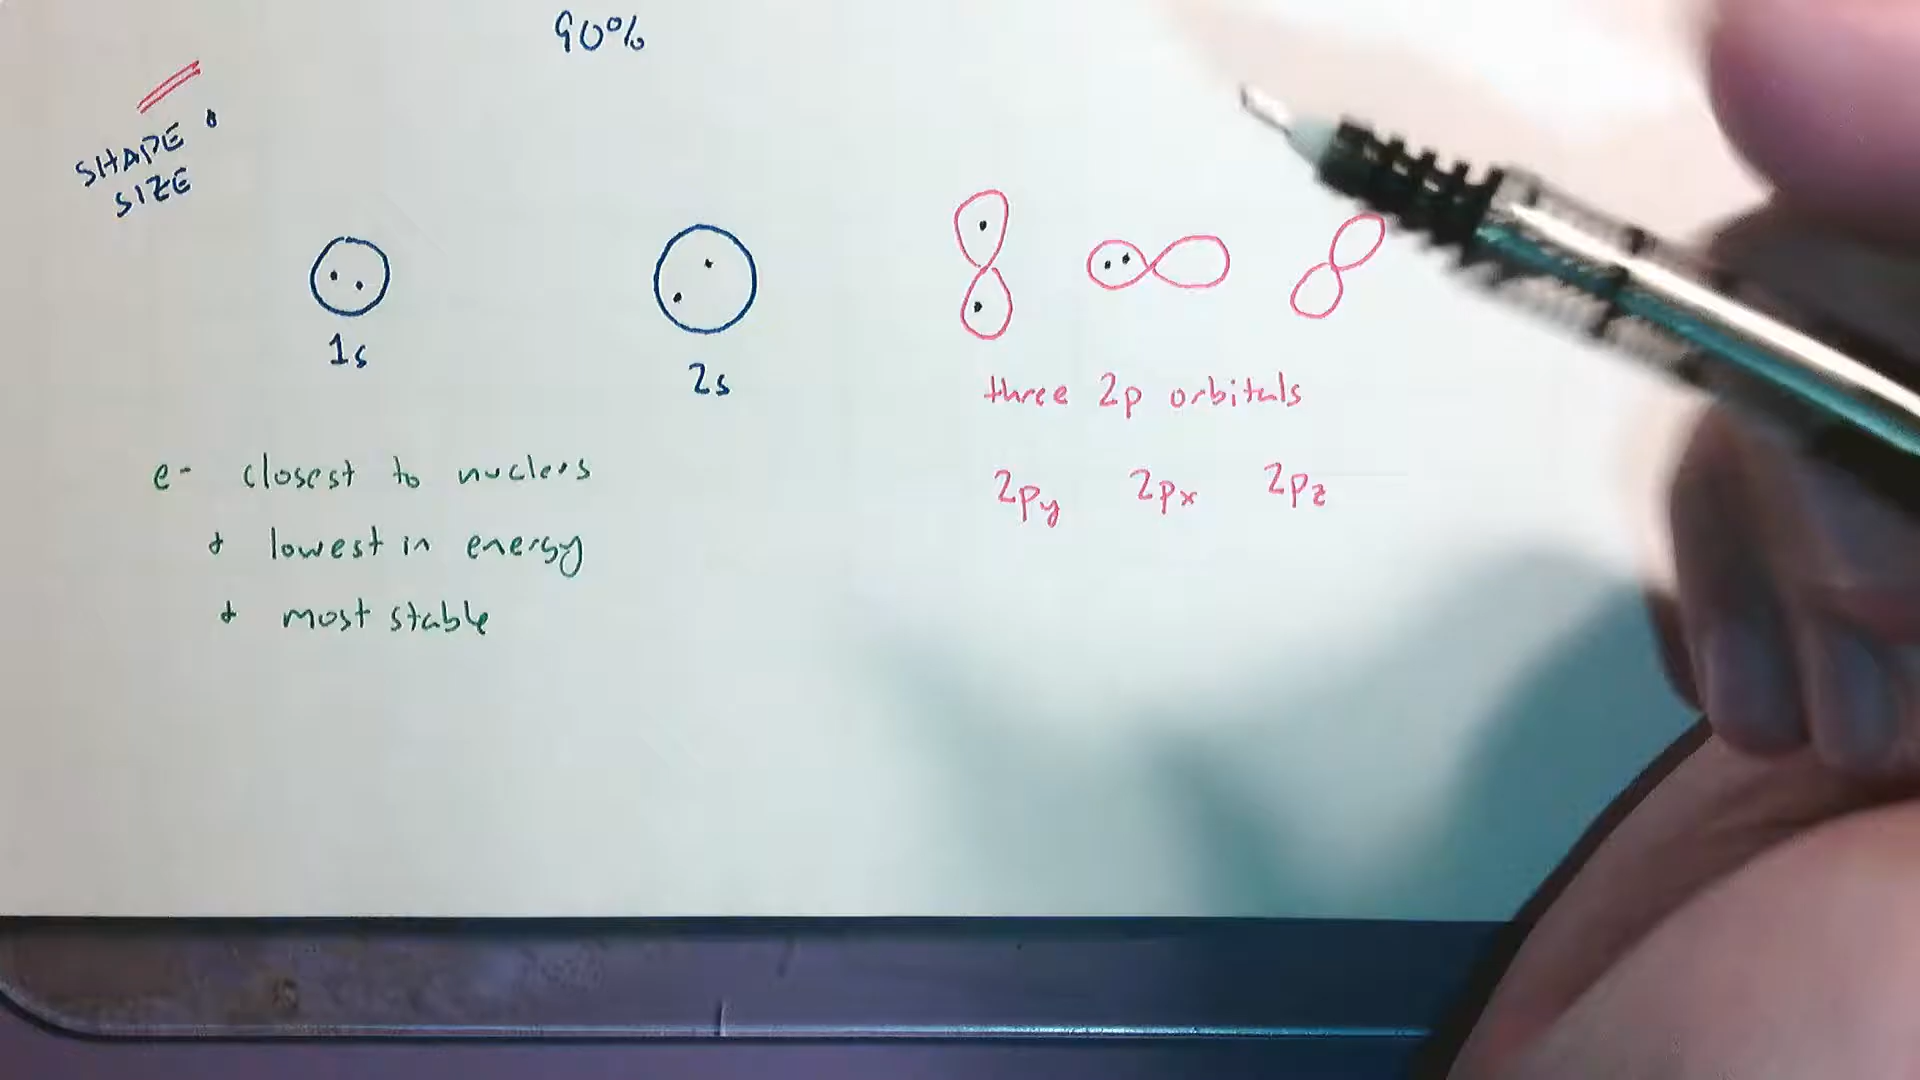 90%
SHAPE
SIZE
1s
2s
three 2p orbitals
2py 2px 2pz
e- closest to nucleus
+ lowest in energy
+ most stable